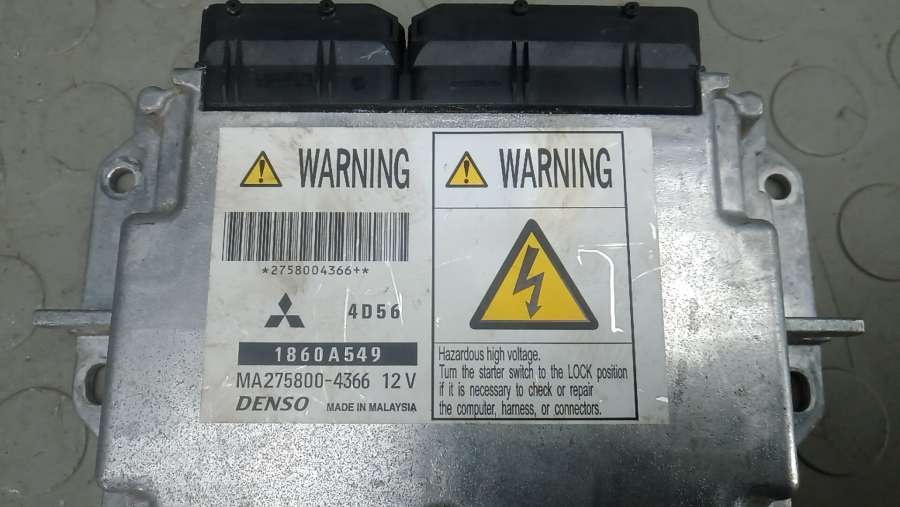 WARNING
*2758004366+*
4D56
1860A549
MA275800-4366 12V
DENSO MADE IN MALAYSIA
WARNING
Hazardous high voltage.
Turn the starter switch to the LOCK position
if it is necessary to check or repair
the computer, harness, or connectors.